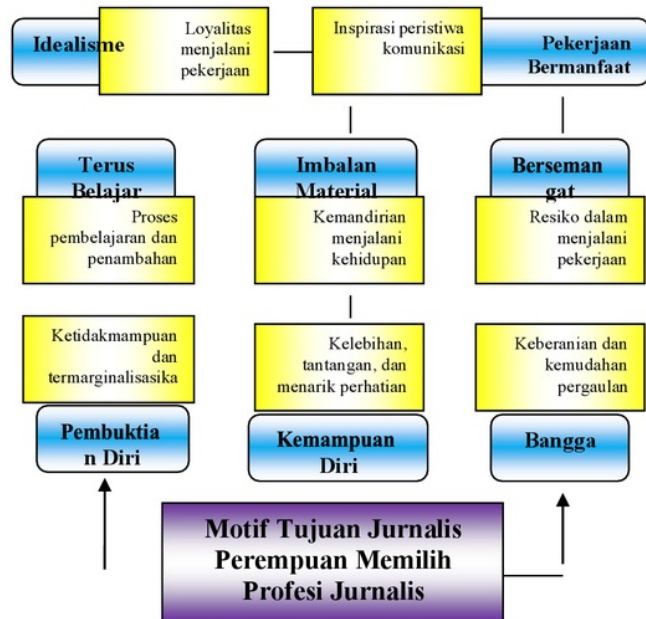 Idealisme
Loyalitas
menjalani
pekerjaan
Inspirasi peristiwa
komunikasi
Pekerjaan
Bermanfaat
Terus
Belajar
Proses
pembelajaran dan
penambahan
Imbalan
Material
Kemandirian
menjalani
kehidupan
Berseman
gat
Resiko dalam
menjalani
pekerjaan
Ketidakmampuan
dan
termarginalisasika
Pembuktia
n Diri
Kelebihan,
tantangan, dan
menarik perhatian
Kemampuan
Diri
Keberanian dan
kemudahan
pergaulan
Bangga
Motif Tujuan Jurnalis
Perempuan Memilih
Profesi Jurnalis